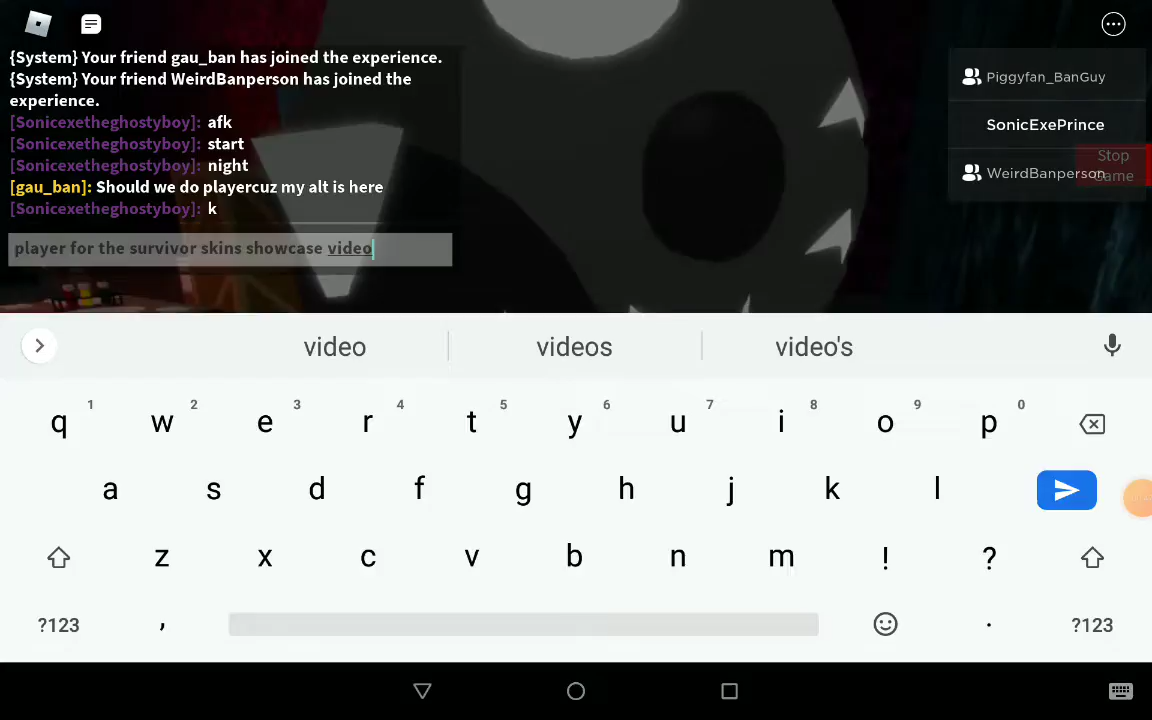 {System} Your friend gau_ban has joined the experience.
{System} Your friend WeirdBanperson has joined the
experience.
[Sonicexetheghostyboy]: afk
[Sonicexetheghostyboy]: start
[Sonicexetheghostyboy]: night
[gau_ban]: Should we do playercuz my alt is here
[Sonicexetheghostyboy]: k
player for the survivor skins showcase video
Piggyfan_BanGuy
SonicExePrince
WeirdBanperson
Stop
Game
video videos video's
1 2 3 4 5 6 7 8 9 0
q w e r t y u i o p
a s d f g h j k l
z x c v b n m ! ?
?123 , . ?123